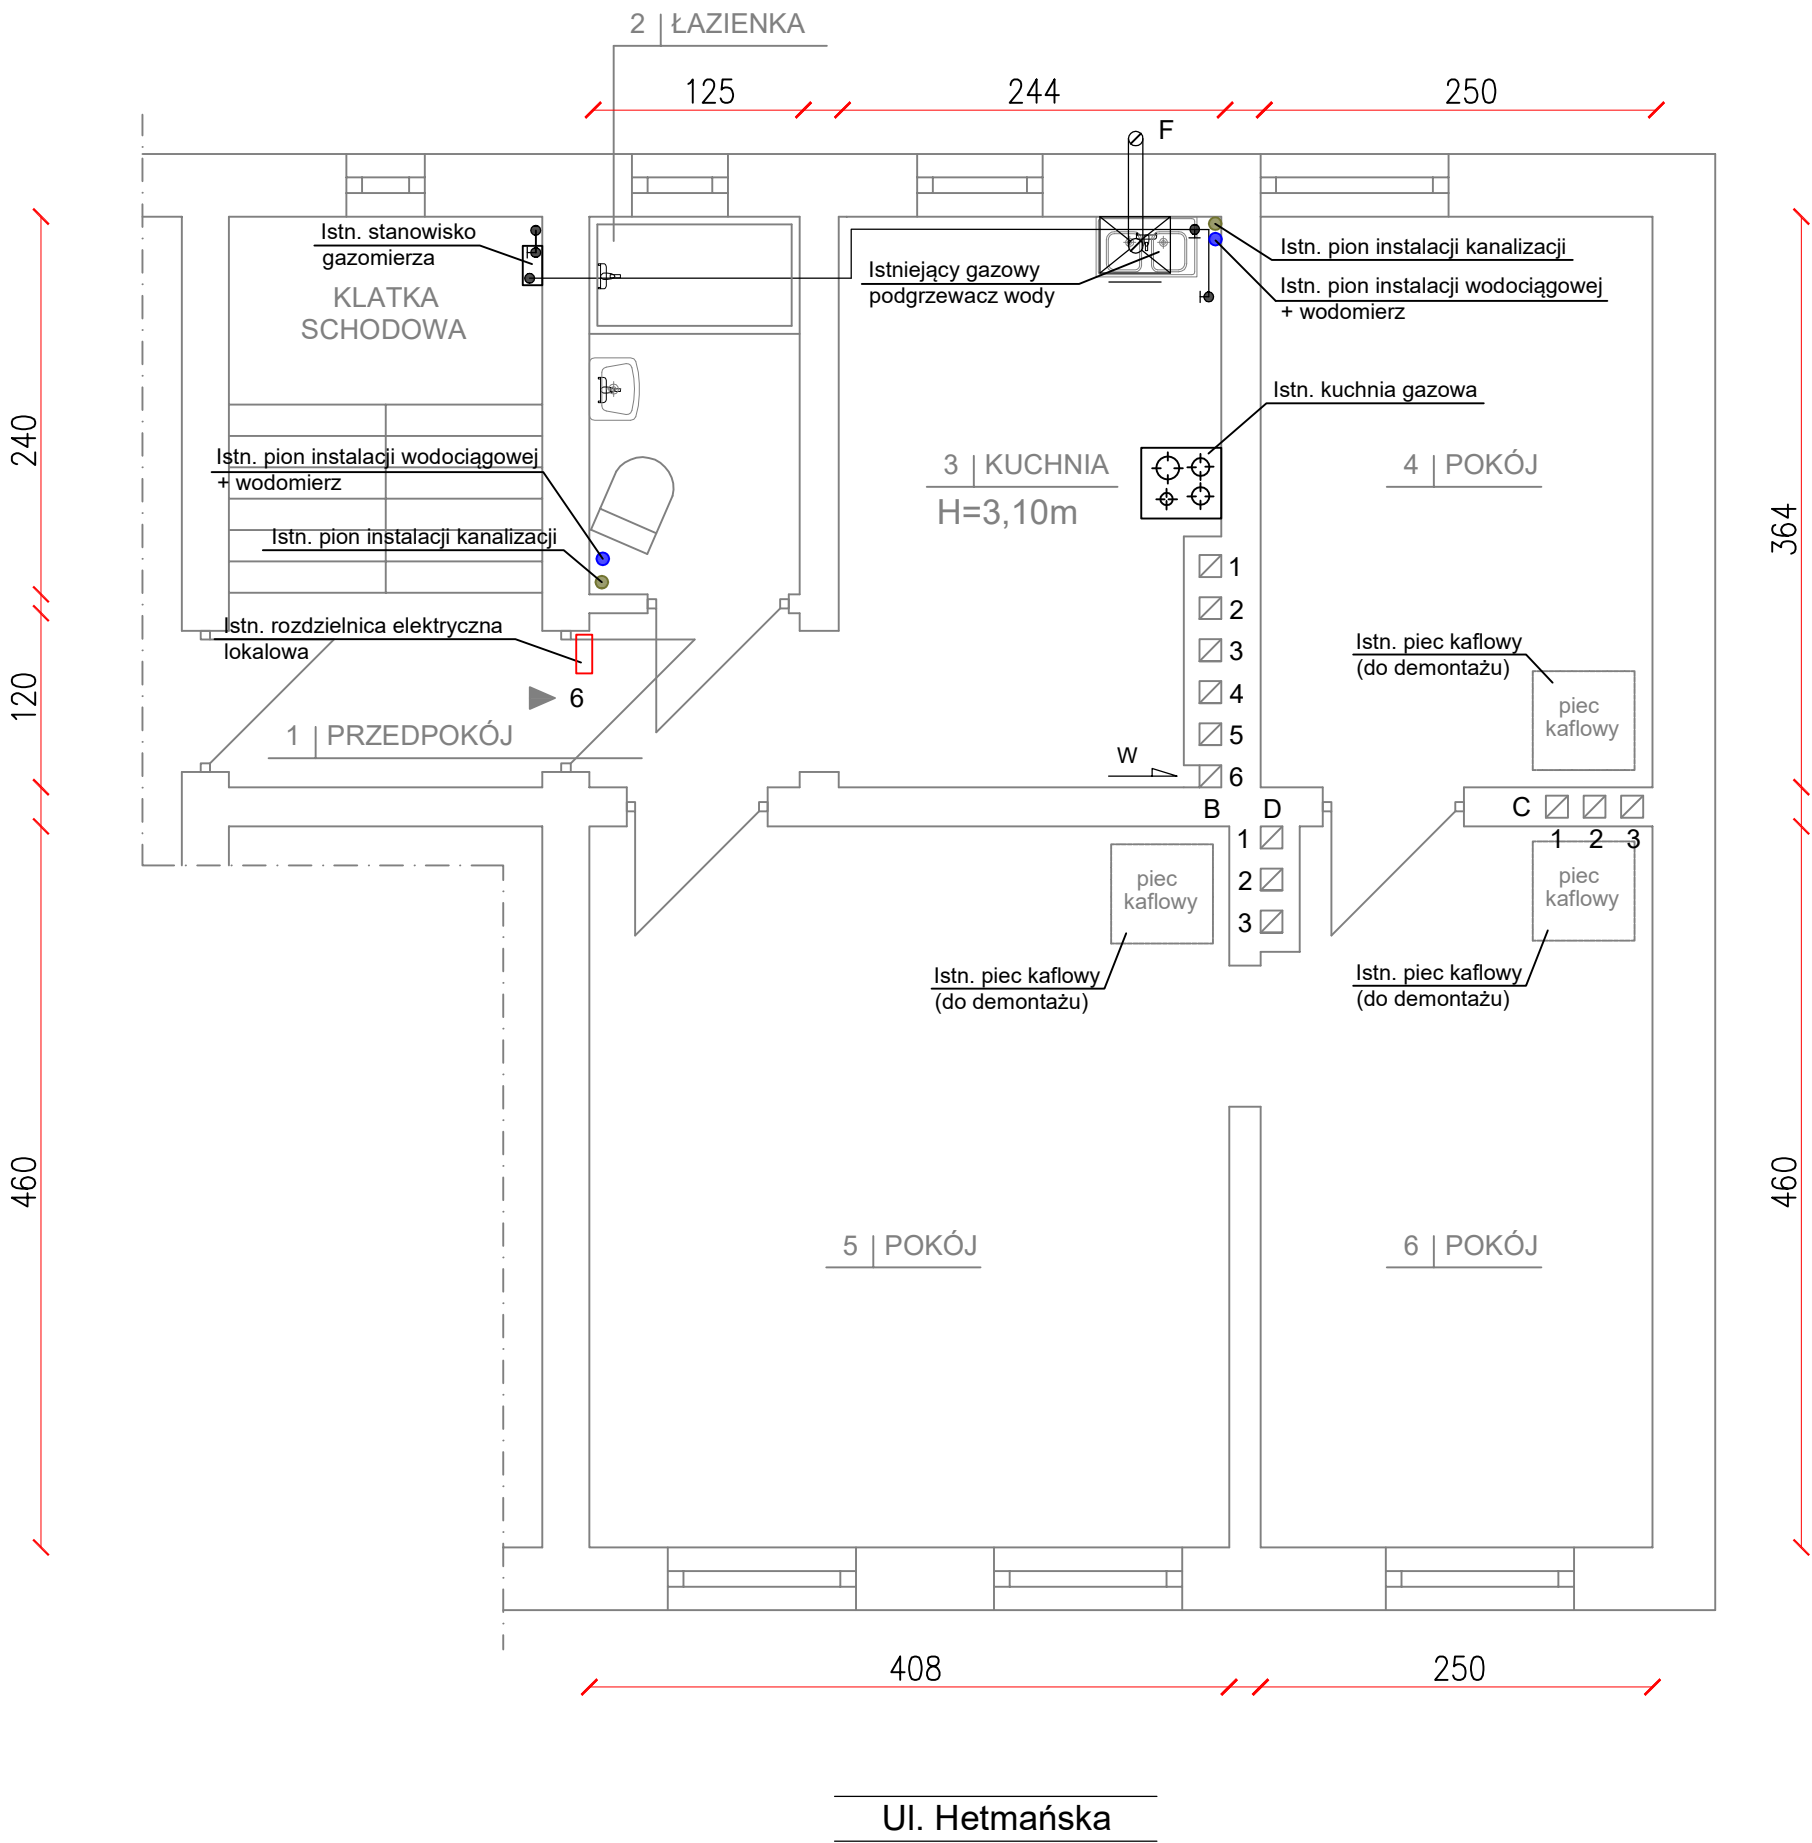 2 ŁAZIENKA
125
244
250
F
Istn. stanowisko
gazomierza
KLATKA
SCHODOWA
Istniejący gazowy
podgrzewacz wody
Istn. pion instalacji kanalizacji
Istn. pion instalacji wodociągowej
+ wodomierz
Istn. kuchnia gazowa
240
Istn. pion instalacji wodociągowej
+ wodomierz
3 KUCHNIA
H=3,10m
4 POKÓJ
364
Istn. pion instalacji kanalizacji
1
2
3
4
5
6
Istn. rozdzielnica elektryczna
lokalowa
6
120
1 PRZEDPOKÓJ
W
Istn. piec kaflowy
(do demontażu)
piec
kaflowy
B D
C
1 2 3
1
2
3
piec
kaflowy
piec
kaflowy
Istn. piec kaflowy
(do demontażu)
Istn. piec kaflowy
(do demontażu)
460
460
5 POKÓJ
6 POKÓJ
408
250
Ul. Hetmańska